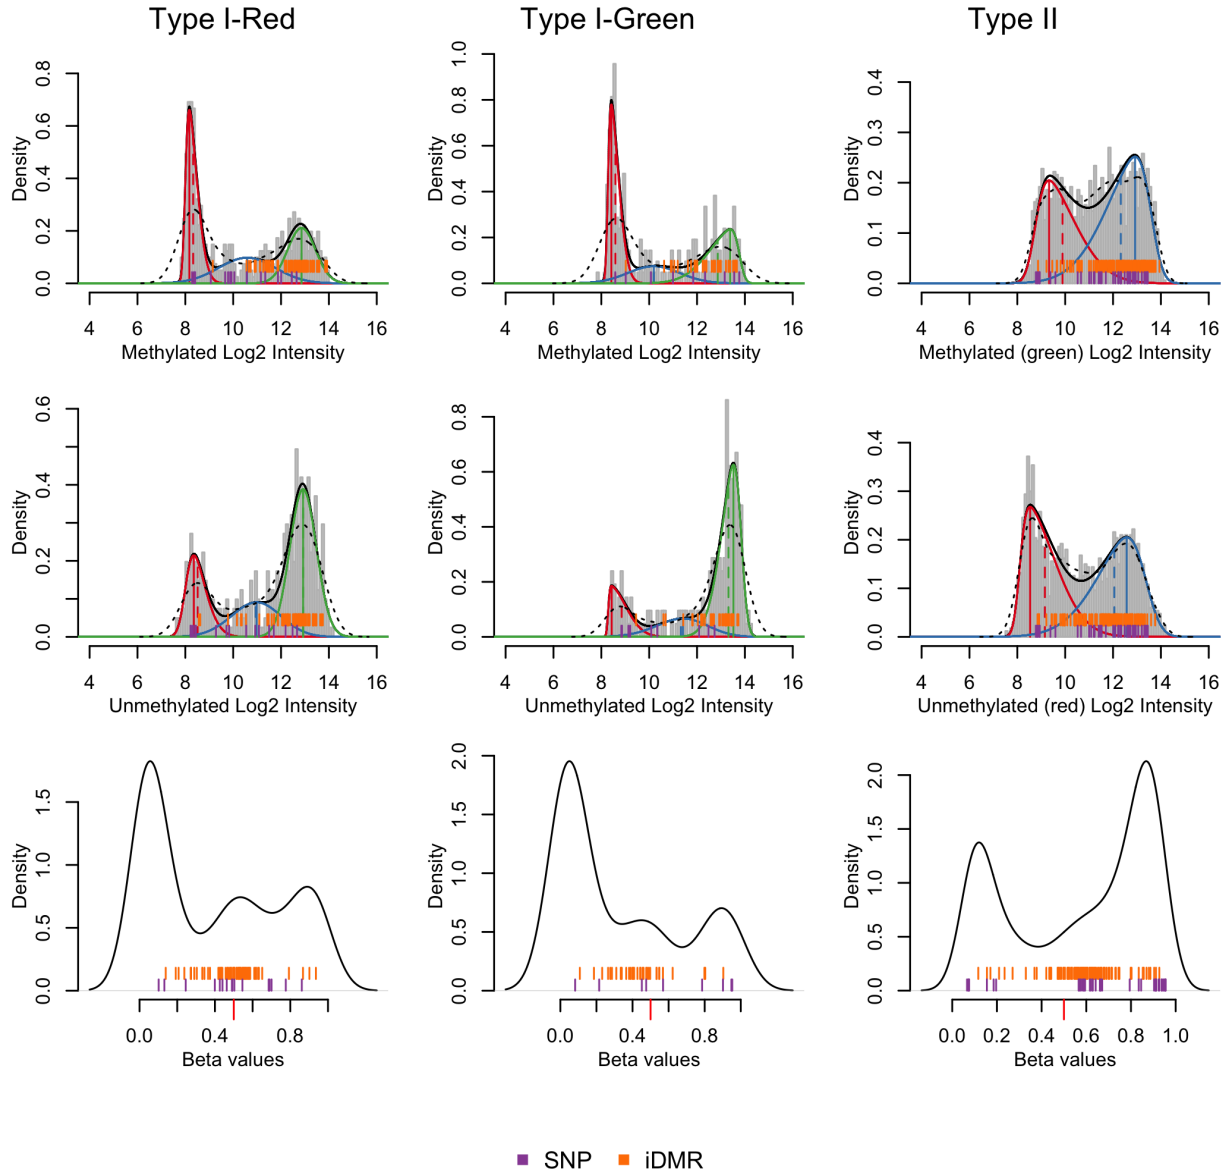 Type I-Red Type I-Green Type II
Density
0.0 0.2 0.4 0.6 0.8
4 6 8 10 12 14 16
Methylated Log2 Intensity
Density
0.0 0.2 0.4 0.6 0.8 1.0
4 6 8 10 12 14 16
Methylated Log2 Intensity
Density
0.0 0.1 0.2 0.3 0.4
4 6 8 10 12 14 16
Methylated (green) Log2 Intensity
Density
0.0 0.2 0.4 0.6
4 6 8 10 12 14 16
Unmethylated Log2 Intensity
Density
0.0 0.2 0.4 0.6 0.8
4 6 8 10 12 14 16
Unmethylated Log2 Intensity
Density
0.0 0.1 0.2 0.3 0.4
4 6 8 10 12 14 16
Unmethylated (red) Log2 Intensity
Density
0.0 0.5 1.0 1.5
0.0 0.4 0.8
Beta values
Density
0.0 0.5 1.0 1.5 2.0
0.0 0.4 0.8
Beta values
Density
0.0 0.5 1.0 1.5 2.0
0.0 0.2 0.4 0.6 0.8 1.0
Beta values
SNP iDMR